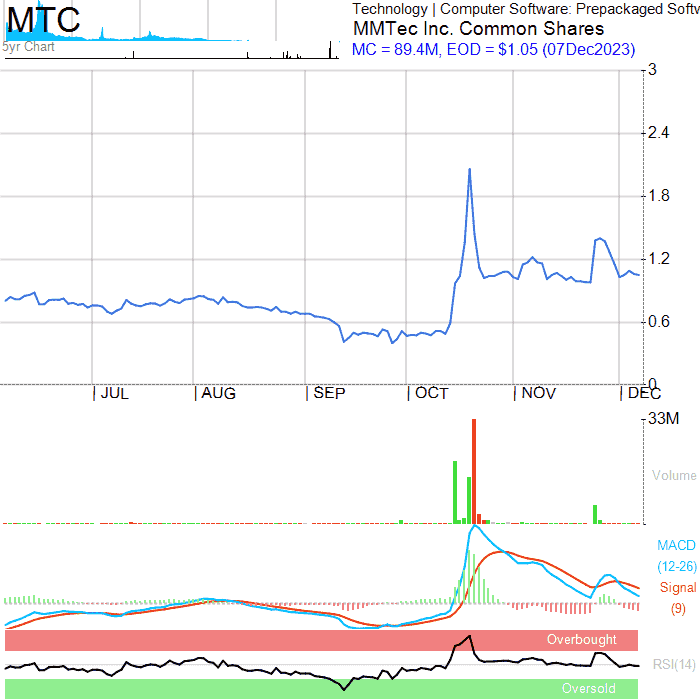 MTC
Technology | Computer Software: Prepackaged Softw
MMTec Inc. Common Shares
5yr Chart
MC = 89.4M, EOD = $1.05 (07Dec2023)
3
2.4
1.8
1.2
0.6
0
| JUL | AUG | SEP | OCT | NOV | DEC
33M
Volume
MACD
(12-26)
Signal
(9)
Overbought
RSI(14)
Oversold